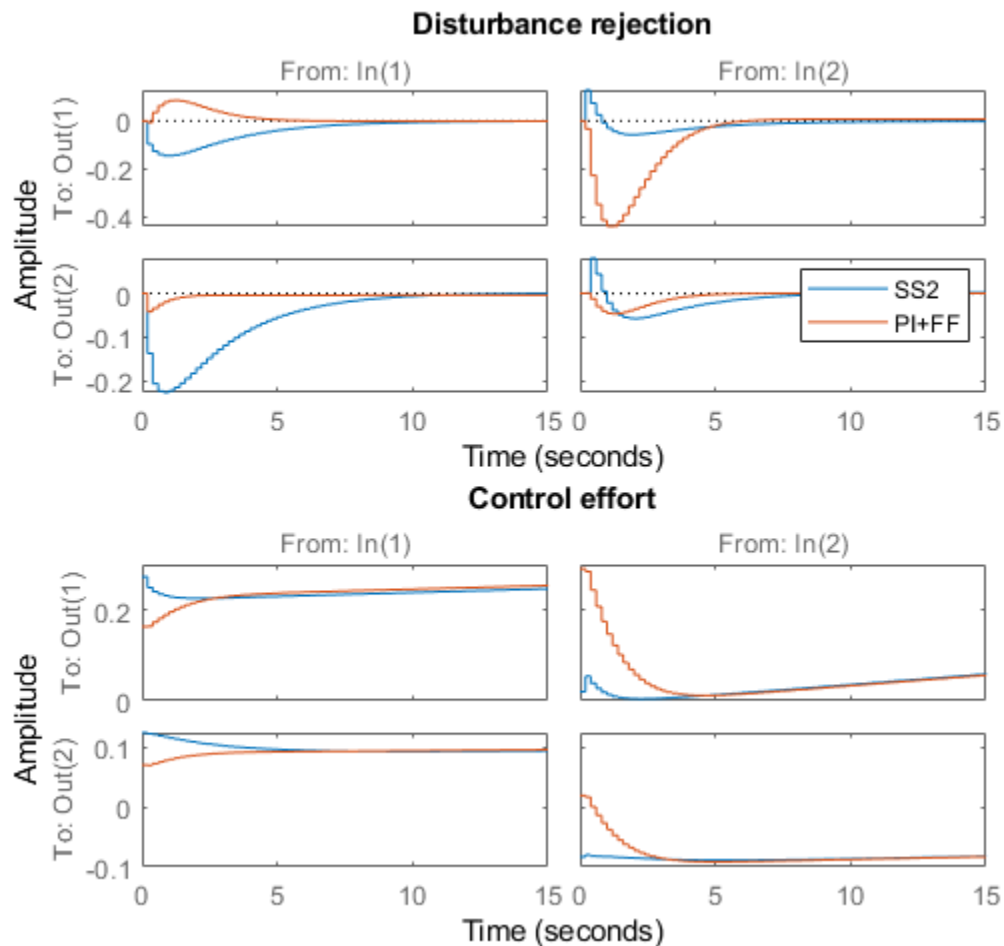 Disturbance rejection
From: In(1)
From: In(2)
Amplitude
To: Out(1)
0
-0.2
-0.4
To: Out(2)
0
-0.1
-0.2
SS2
PI+FF
0 5 10 15
0 5 10 15
Time (seconds)
Control effort
From: In(1)
From: In(2)
Amplitude
To: Out(1)
0.2
0
To: Out(2)
0.1
0
-0.1
0 5 10 15
0 5 10 15
Time (seconds)